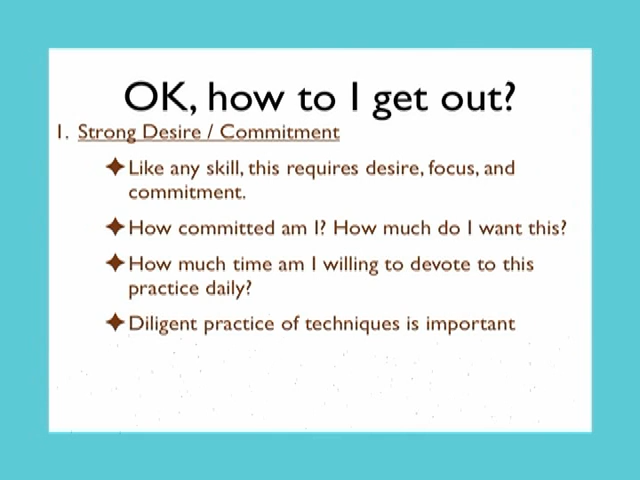 OK, how to I get out?
1. Strong Desire / Commitment
Like any skill, this requires desire, focus, and
commitment.
How committed am I? How much do I want this?
How much time am I willing to devote to this
practice daily?
Diligent practice of techniques is important